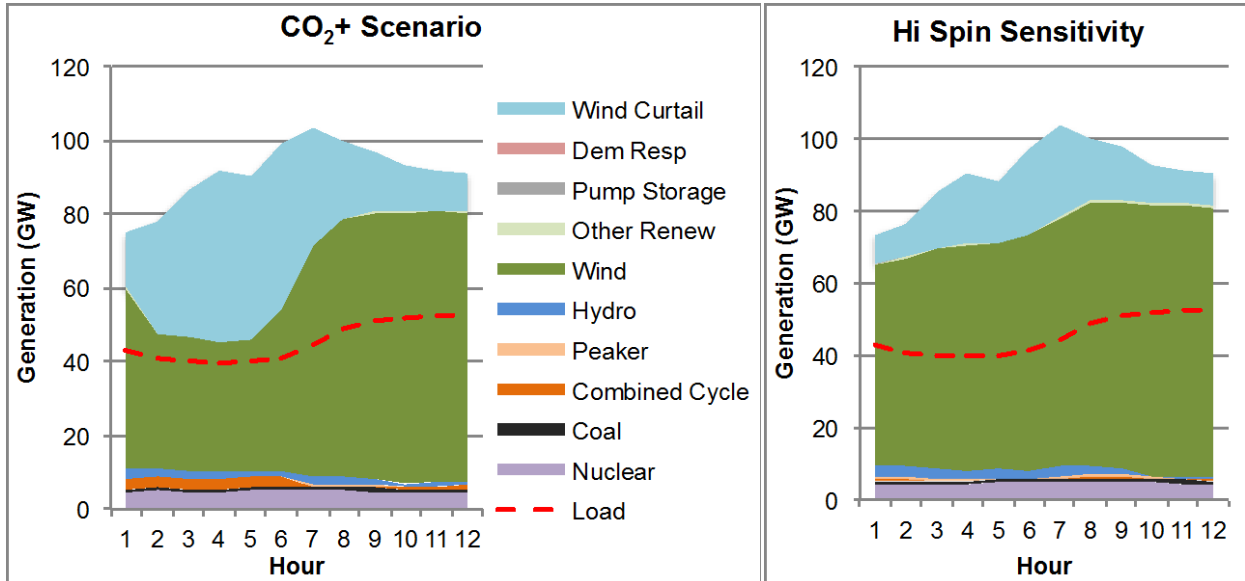 CO₂+ Scenario
120
100
80
60
40
20
0
Generation (GW)
1 2 3 4 5 6 7 8 9 10 11 12
Hour
Wind Curtail
Dem Resp
Pump Storage
Other Renew
Wind
Hydro
Peaker
Combined Cycle
Coal
Nuclear
Load
Hi Spin Sensitivity
120
100
80
60
40
20
0
Generation (GW)
1 2 3 4 5 6 7 8 9 10 11 12
Hour